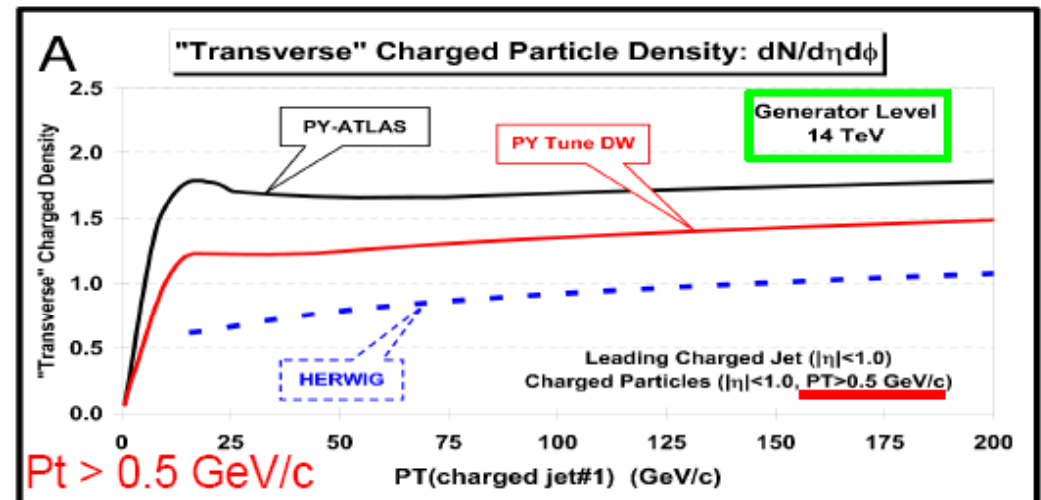 A
"Transverse" Charged Particle Density: dN/dηdϕ
"Transverse" Charged Density
2.5
2.0
1.5
1.0
0.5
0.0
PY-ATLAS
PY Tune DW
Generator Level
14 TeV
HERWIG
Leading Charged Jet (|η|<1.0)
Charged Particles (|η|<1.0, PT>0.5 GeV/c)
0 25 50 75 100 125 150 175 200
Pt > 0.5 GeV/c
PT(charged jet#1) (GeV/c)